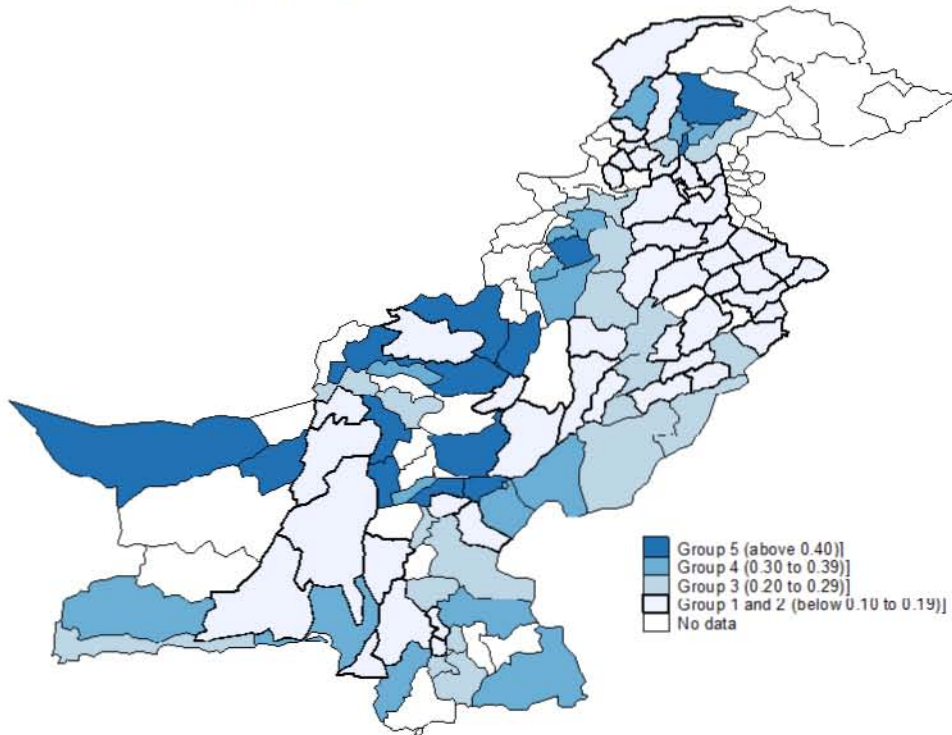 Group 5 (above 0.40)]
Group 4 (0.30 to 0.39)]
Group 3 (0.20 to 0.29)]
Group 1 and 2 (below 0.10 to 0.19)]
No data